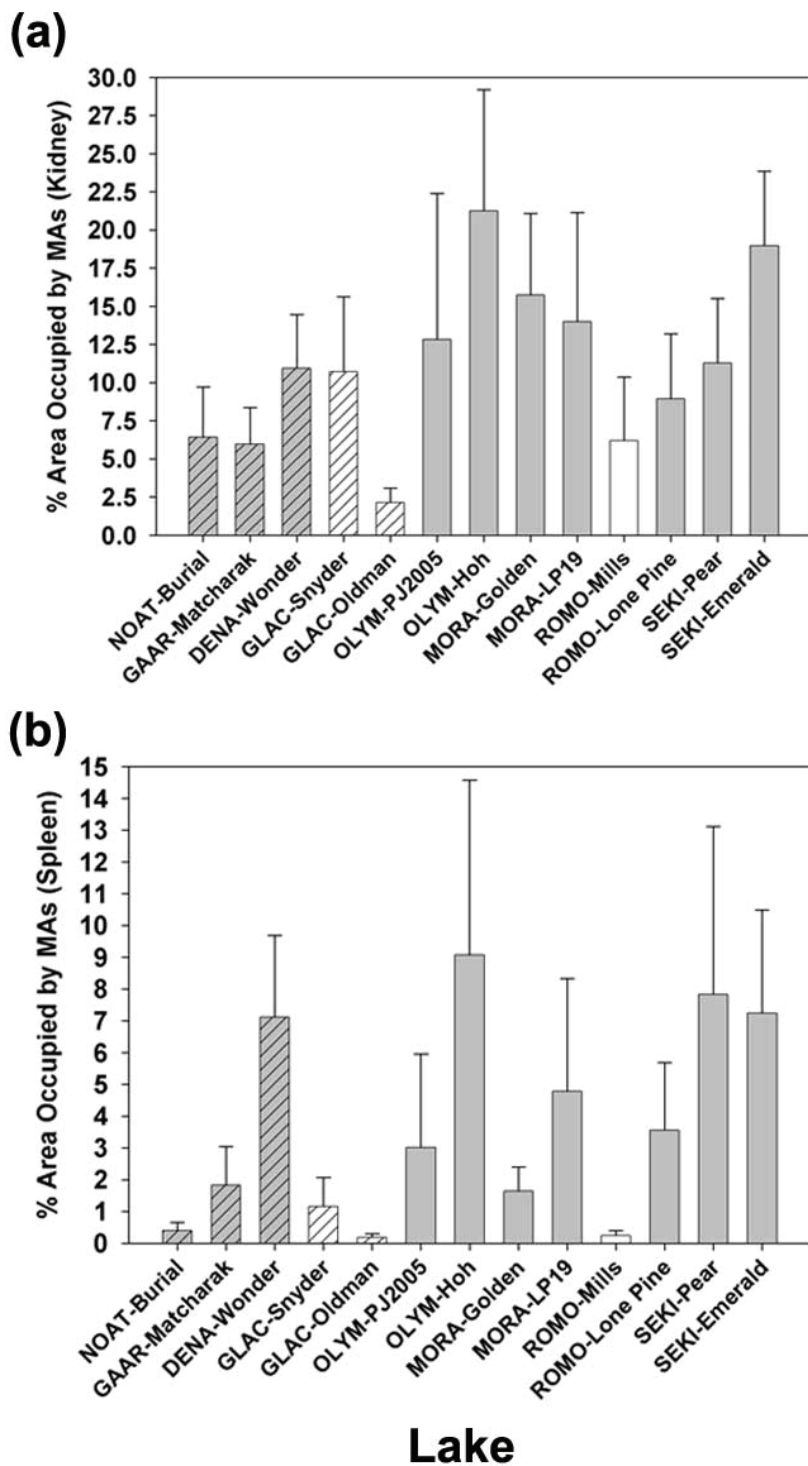 (a)
% Area Occupied by MAs (Kidney)
30.0
27.5
25.0
22.5
20.0
17.5
15.0
12.5
10.0
7.5
5.0
2.5
0.0
NOAT-Burial
GAAR-Matcharak
DENA-Wonder
GLAC-Snyder
GLAC-Oldman
OLYM-PJ2005
OLYM-Hoh
MORA-Golden
MORA-LP19
ROMO-Mills
ROMO-Lone Pine
SEKI-Pear
SEKI-Emerald
(b)
% Area Occupied by MAs (Spleen)
15
14
13
12
11
10
9
8
7
6
5
4
3
2
1
0
NOAT-Burial
GAAR-Matcharak
DENA-Wonder
GLAC-Snyder
GLAC-Oldman
OLYM-PJ2005
OLYM-Hoh
MORA-Golden
MORA-LP19
ROMO-Mills
ROMO-Lone Pine
SEKI-Pear
SEKI-Emerald
Lake